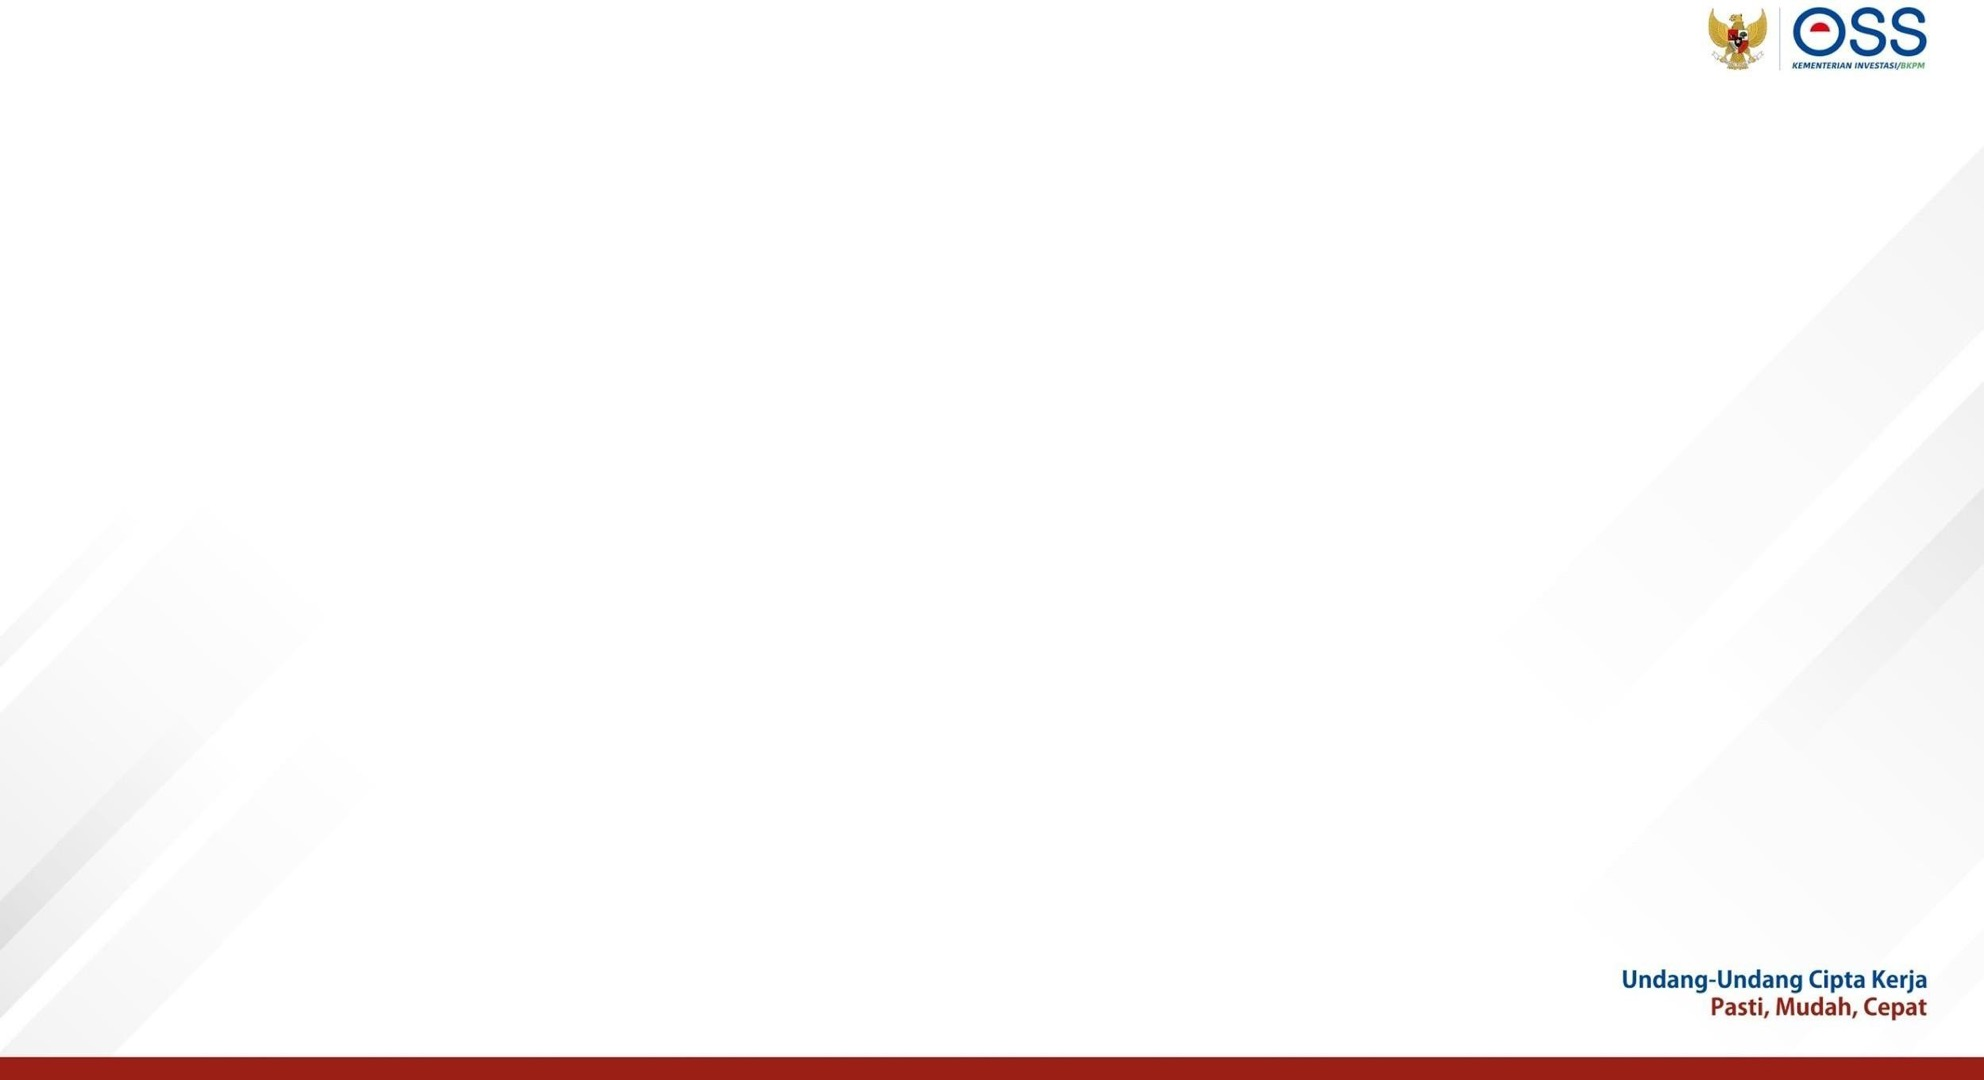 OSS
KEMENTERIAN INVESTASI/BKPM
Undang-Undang Cipta Kerja
Pasti, Mudah, Cepat